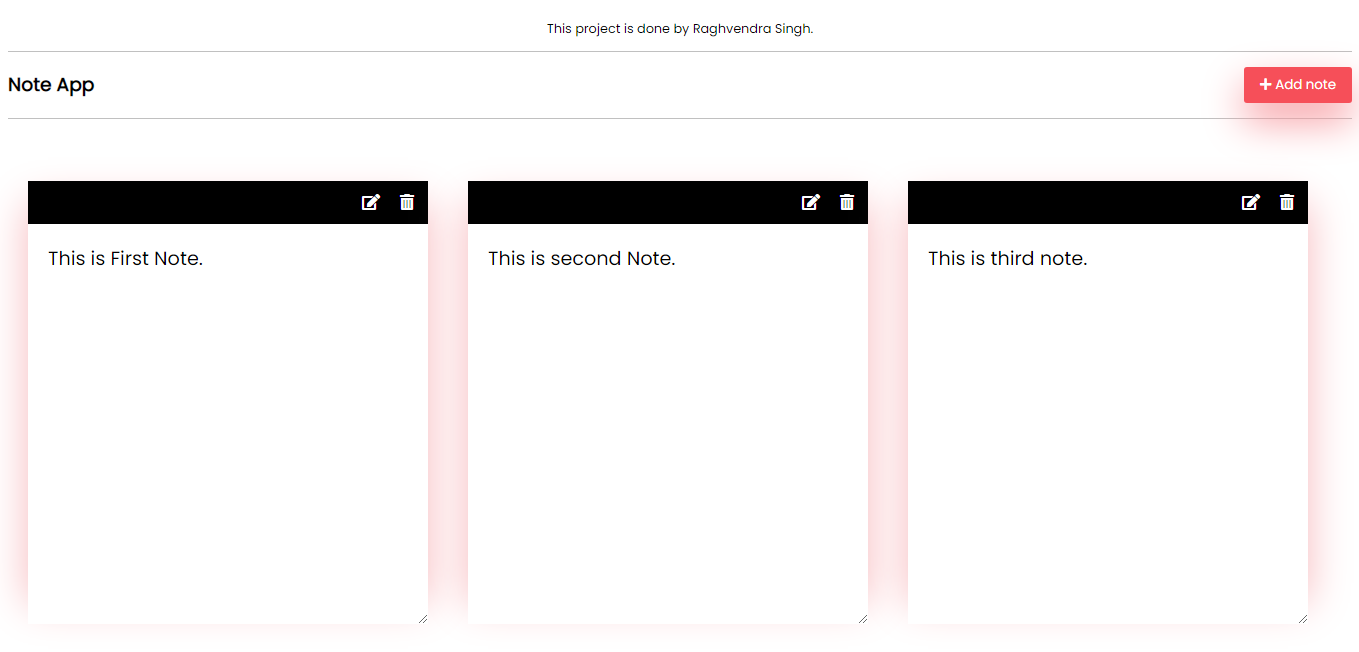 This project is done by Raghvendra Singh.
Note App
Add note
This is First Note.
This is second Note.
This is third note.